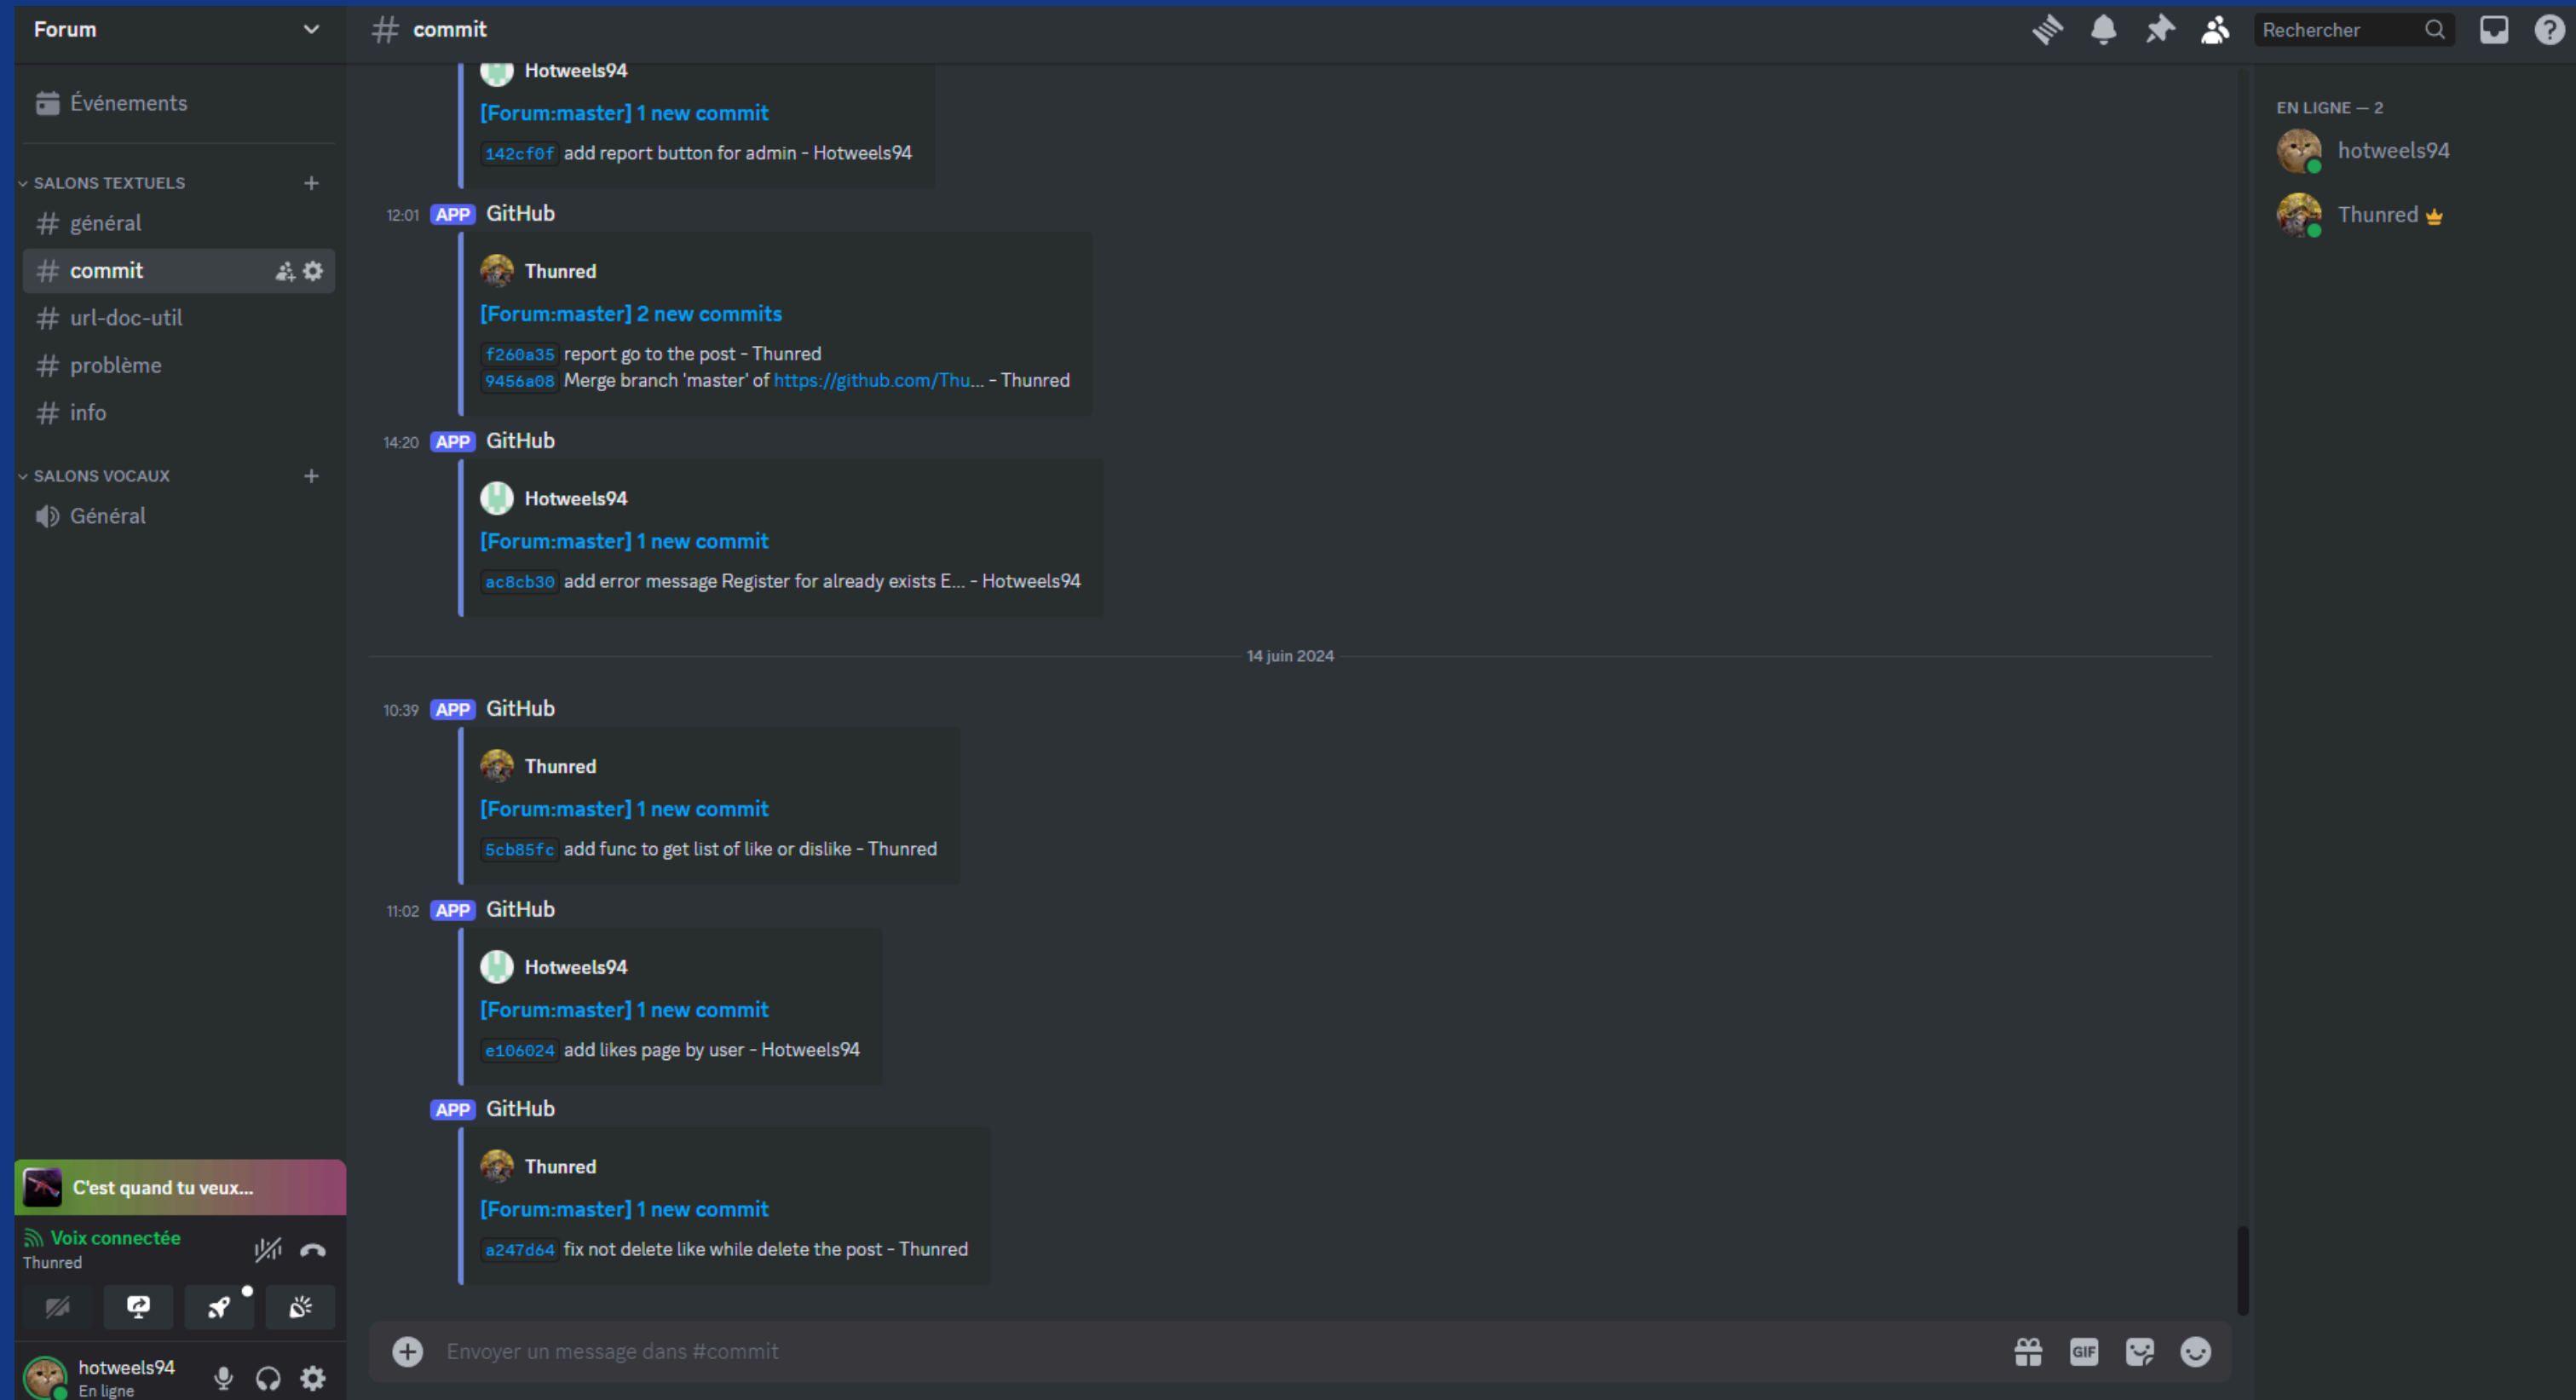 Forum
Événements
SALONS TEXTUELS
général
commit
url-doc-util
problème
info
SALONS VOCAUX
Général
C'est quand tu veux...
Voix connectée
Thunred
hotweels94
En ligne
commit
Rechercher
Hotweels94
[Forum:master] 1 new commit
142cf0f add report button for admin - Hotweels94
12:01 APP GitHub
Thunred
[Forum:master] 2 new commits
f260a35 report go to the post - Thunred
9456a08 Merge branch 'master' of https://github.com/Thu... - Thunred
14:20 APP GitHub
Hotweels94
[Forum:master] 1 new commit
ac8cb30 add error message Register for already exists E... - Hotweels94
14 juin 2024
10:39 APP GitHub
Thunred
[Forum:master] 1 new commit
5cb85fc add func to get list of like or dislike - Thunred
11:02 APP GitHub
Hotweels94
[Forum:master] 1 new commit
e106024 add likes page by user - Hotweels94
APP GitHub
Thunred
[Forum:master] 1 new commit
a247d64 fix not delete like while delete the post - Thunred
Envoyer un message dans #commit
GIF
EN LIGNE — 2
hotweels94
Thunred